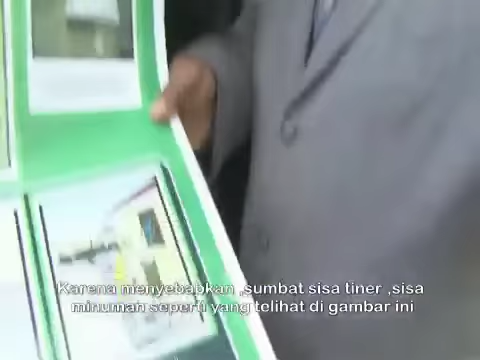 Karena menyebabkan ,sumbat sisa tiner ,sisa
minuman seperti yang telihat di gambar ini